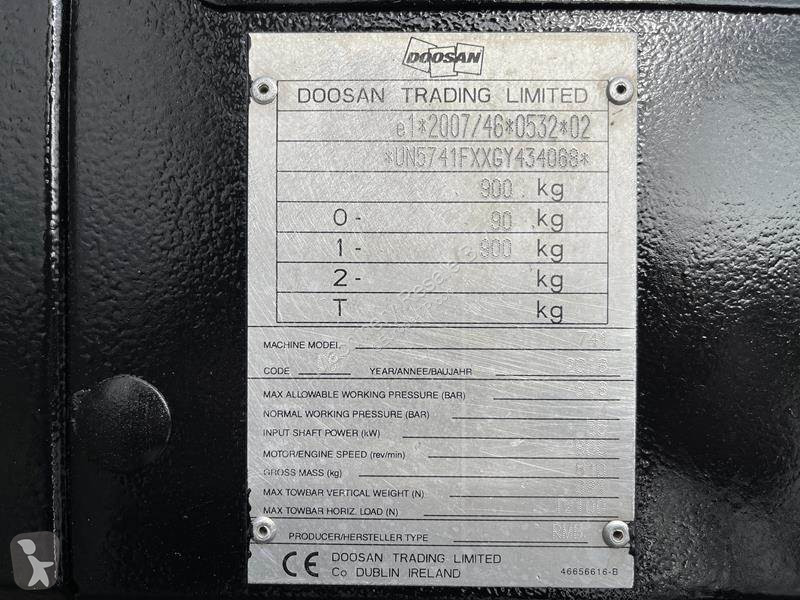 DOOSAN
DOOSAN TRADING LIMITED
e1*2007/46*0532*02
*UN5741FXXGY434068*
900 kg
0- 90 kg
1- 900 kg
2- kg
T kg
MACHINE MODEL 741
CODE YEAR/ANNEE/BAUJAHR
MAX ALLOWABLE WORKING PRESSURE (BAR)
NORMAL WORKING PRESSURE (BAR)
INPUT SHAFT POWER (kW)
MOTOR/ENGINE SPEED (rev/min)
GROSS MASS (kg)
MAX TOWBAR VERTICAL WEIGHT (N)
MAX TOWBAR HORIZ. LOAD (N)
PRODUCER/HERSTELLER TYPE
CE DOOSAN TRADING LIMITED
Co DUBLIN IRELAND 46656616-B